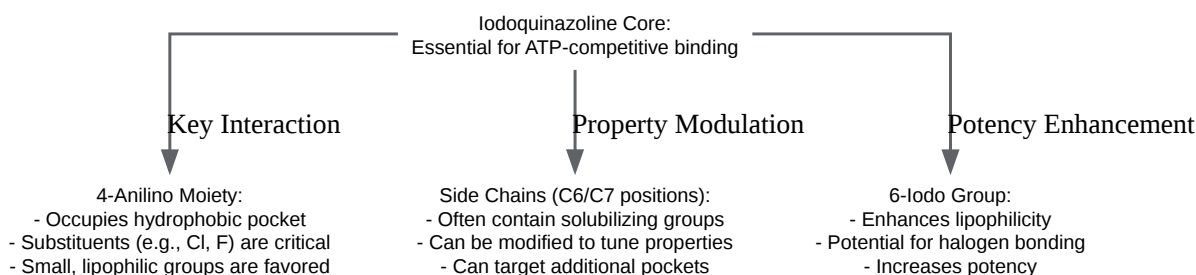 Iodoquinazoline Core:
Essential for ATP-competitive binding
Key Interaction
Property Modulation
Potency Enhancement
4-Anilino Moiety:
- Occupies hydrophobic pocket
- Substituents (e.g., Cl, F) are critical
- Small, lipophilic groups are favored
Side Chains (C6/C7 positions):
- Often contain solubilizing groups
- Can be modified to tune properties
- Can target additional pockets
6-Iodo Group:
- Enhances lipophilicity
- Potential for halogen bonding
- Increases potency